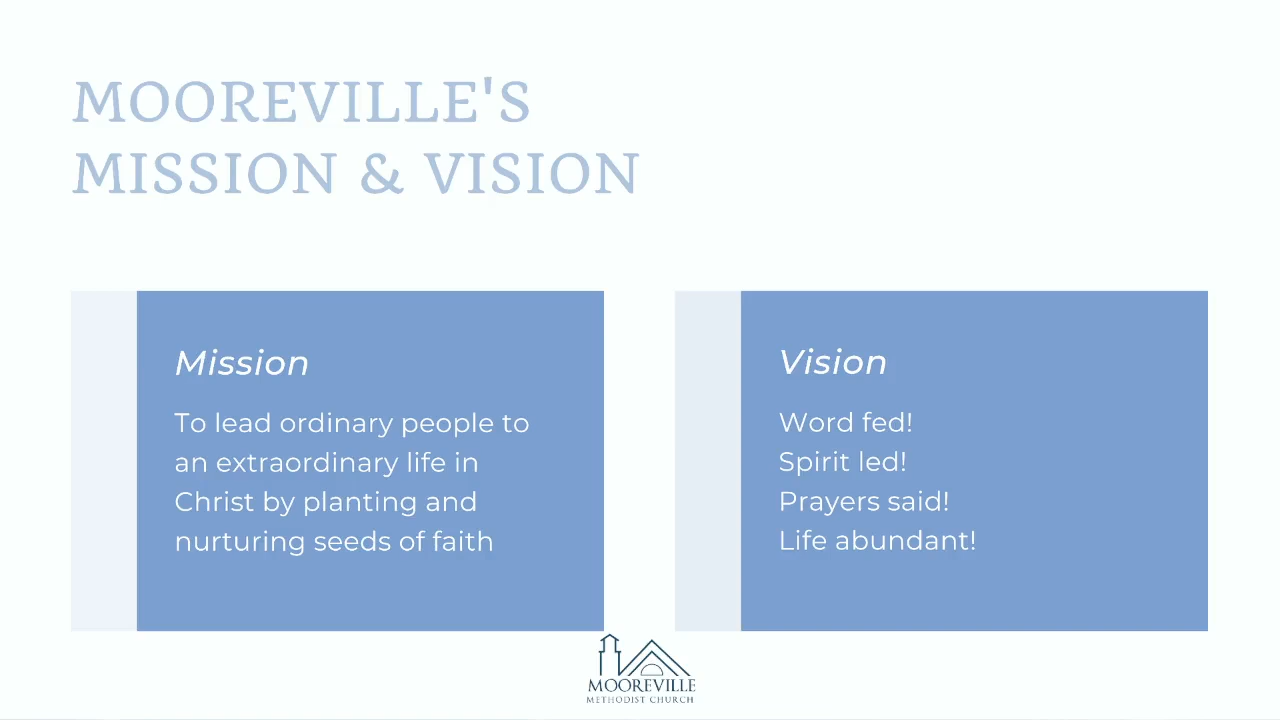 MOOREVILLE'S
MISSION & VISION
Mission
To lead ordinary people to
an extraordinary life in
Christ by planting and
nurturing seeds of faith
Vision
Word fed!
Spirit led!
Prayers said!
Life abundant!
MOOREVILLE
METHODIST CHURCH